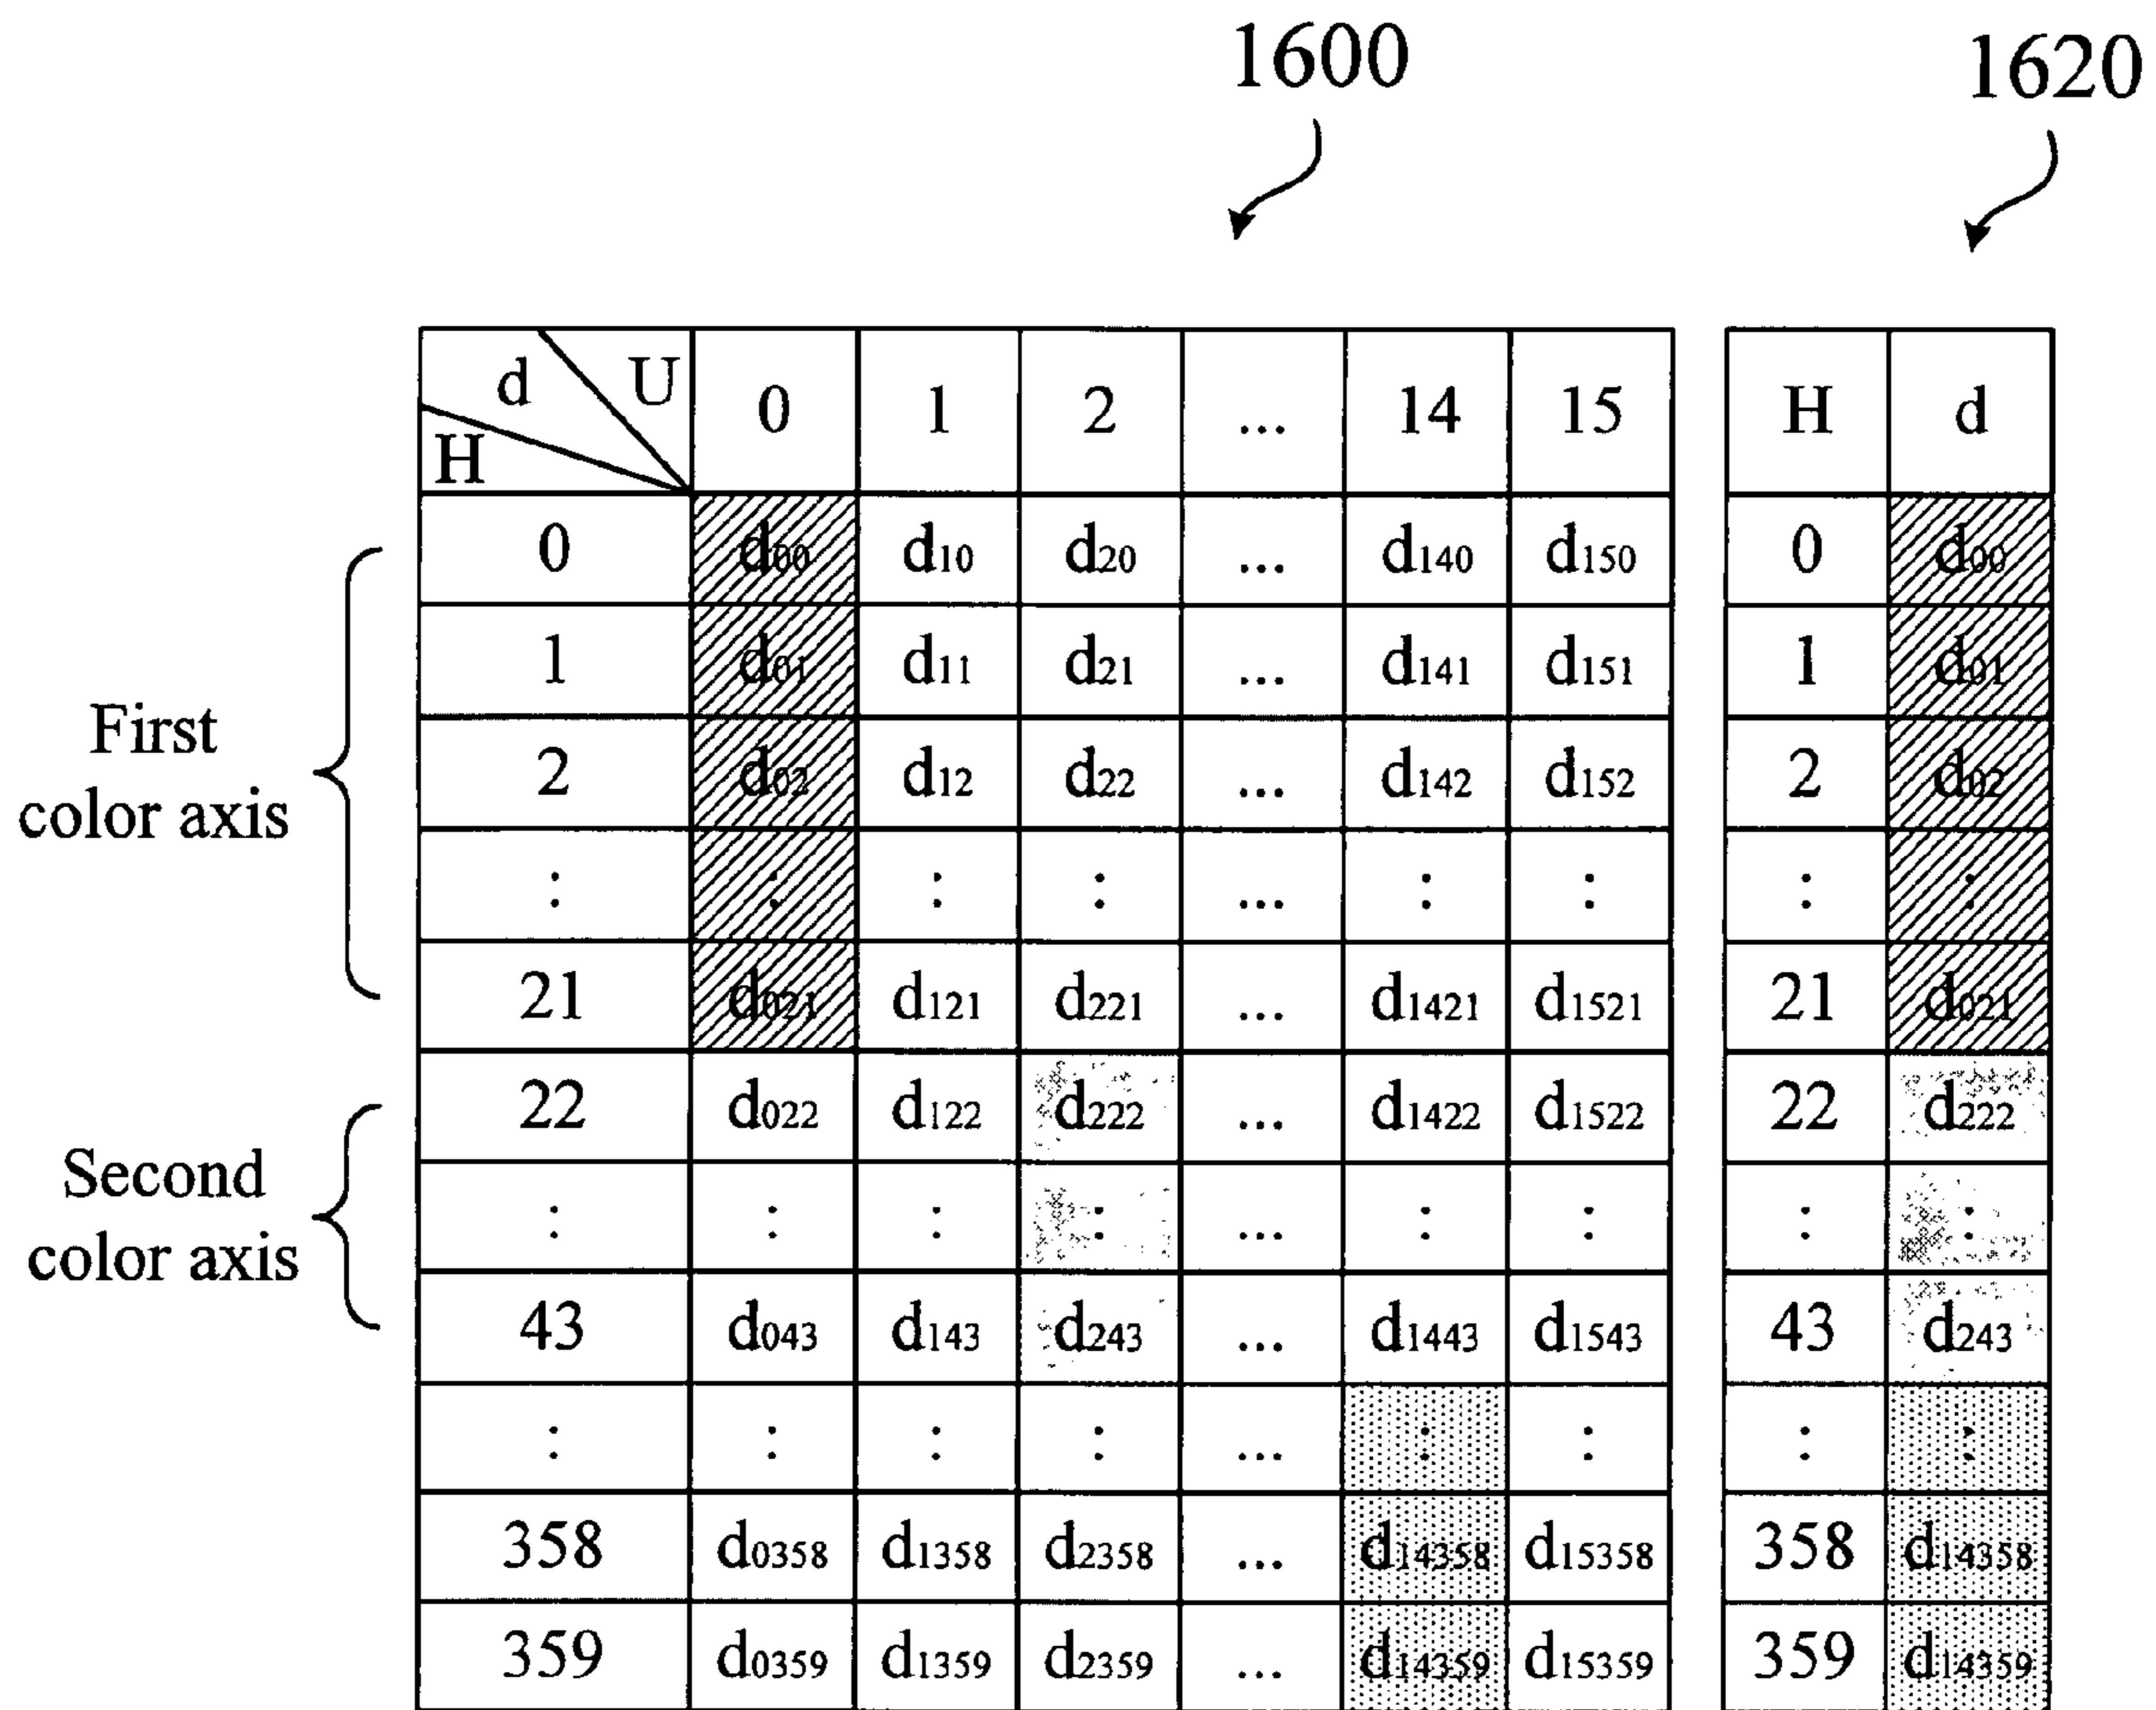 1600
1620
d U 0 1 2 ... 14 15 H d
H
0 d00 d10 d20 ... d140 d150 0 d00
1 d01 d11 d21 ... d141 d151 1 d01
First color axis
2 d02 d12 d22 ... d142 d152 2 d02
: : : : ... : : : :
21 d021 d121 d221 ... d1421 d1521 21 d021
22 d022 d122 d222 ... d1422 d1522 22 d222
Second color axis
: : : : ... : : : :
43 d043 d143 d243 ... d1443 d1543 43 d243
: : : : ... : : : :
358 d0358 d1358 d2358 ... d14358 d15358 358 d14358
359 d0359 d1359 d2359 ... d14359 d15359 359 d14359